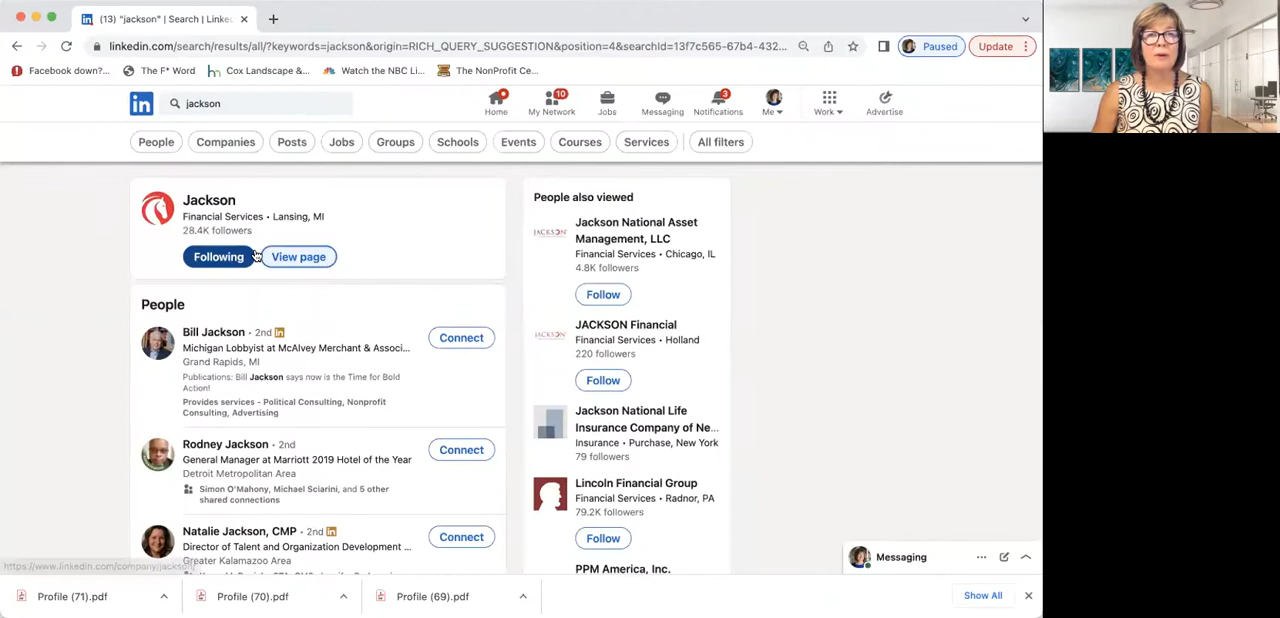 (13) "jackson" | Search | Linke
linkedin.com/search/results/all/?keywords=jackson&origin=RICH_QUERY_SUGGESTION&position=4&searchId=13f7c565-67b4-432...
Paused
Update
Facebook down?...
The F* Word
Cox Landscape &...
Watch the NBC Li...
The NonProfit Ce...
in
jackson
Home
10
My Network
Jobs
Messaging
3
Notifications
Me
Work
Advertise
People
Companies
Posts
Jobs
Groups
Schools
Events
Courses
Services
All filters
Jackson
Financial Services • Lansing, MI
28.4K followers
Following
View page
People
Bill Jackson • 2nd in
Michigan Lobbyist at McAlvey Merchant & Associ...
Grand Rapids, MI
Publications: Bill Jackson says now is the Time for Bold
Action!
Provides services - Political Consulting, Nonprofit
Consulting, Advertising
Connect
Rodney Jackson • 2nd
General Manager at Marriott 2019 Hotel of the Year
Detroit Metropolitan Area
Simon O'Mahony, Michael Sciarini, and 5 other
shared connections
Connect
Natalie Jackson, CMP • 2nd in
Director of Talent and Organization Development ...
Greater Kalamazoo Area
Connect
People also viewed
JACKSON
Jackson National Asset
Management, LLC
Financial Services • Chicago, IL
4.8K followers
Follow
JACKSON
JACKSON Financial
Financial Services • Holland
220 followers
Follow
Jackson National Life
Insurance Company of Ne...
Insurance • Purchase, New York
79 followers
Lincoln Financial Group
Financial Services • Radnor, PA
79.2K followers
Follow
PPM America, Inc.
Messaging
https://www.linkedin.com/company/jackson/
Profile (71).pdf
Profile (70).pdf
Profile (69).pdf
Show All